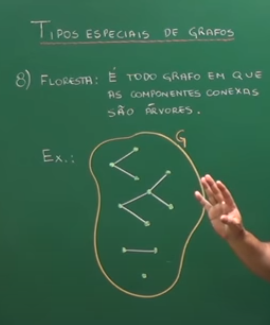 TIPOS ESPECIAIS DE GRAFOS
8) FLORESTA: É TODO GRAFO EM QUE
AS COMPONENTES CONEXAS
SÃO ÁRVORES.
G
Ex.: